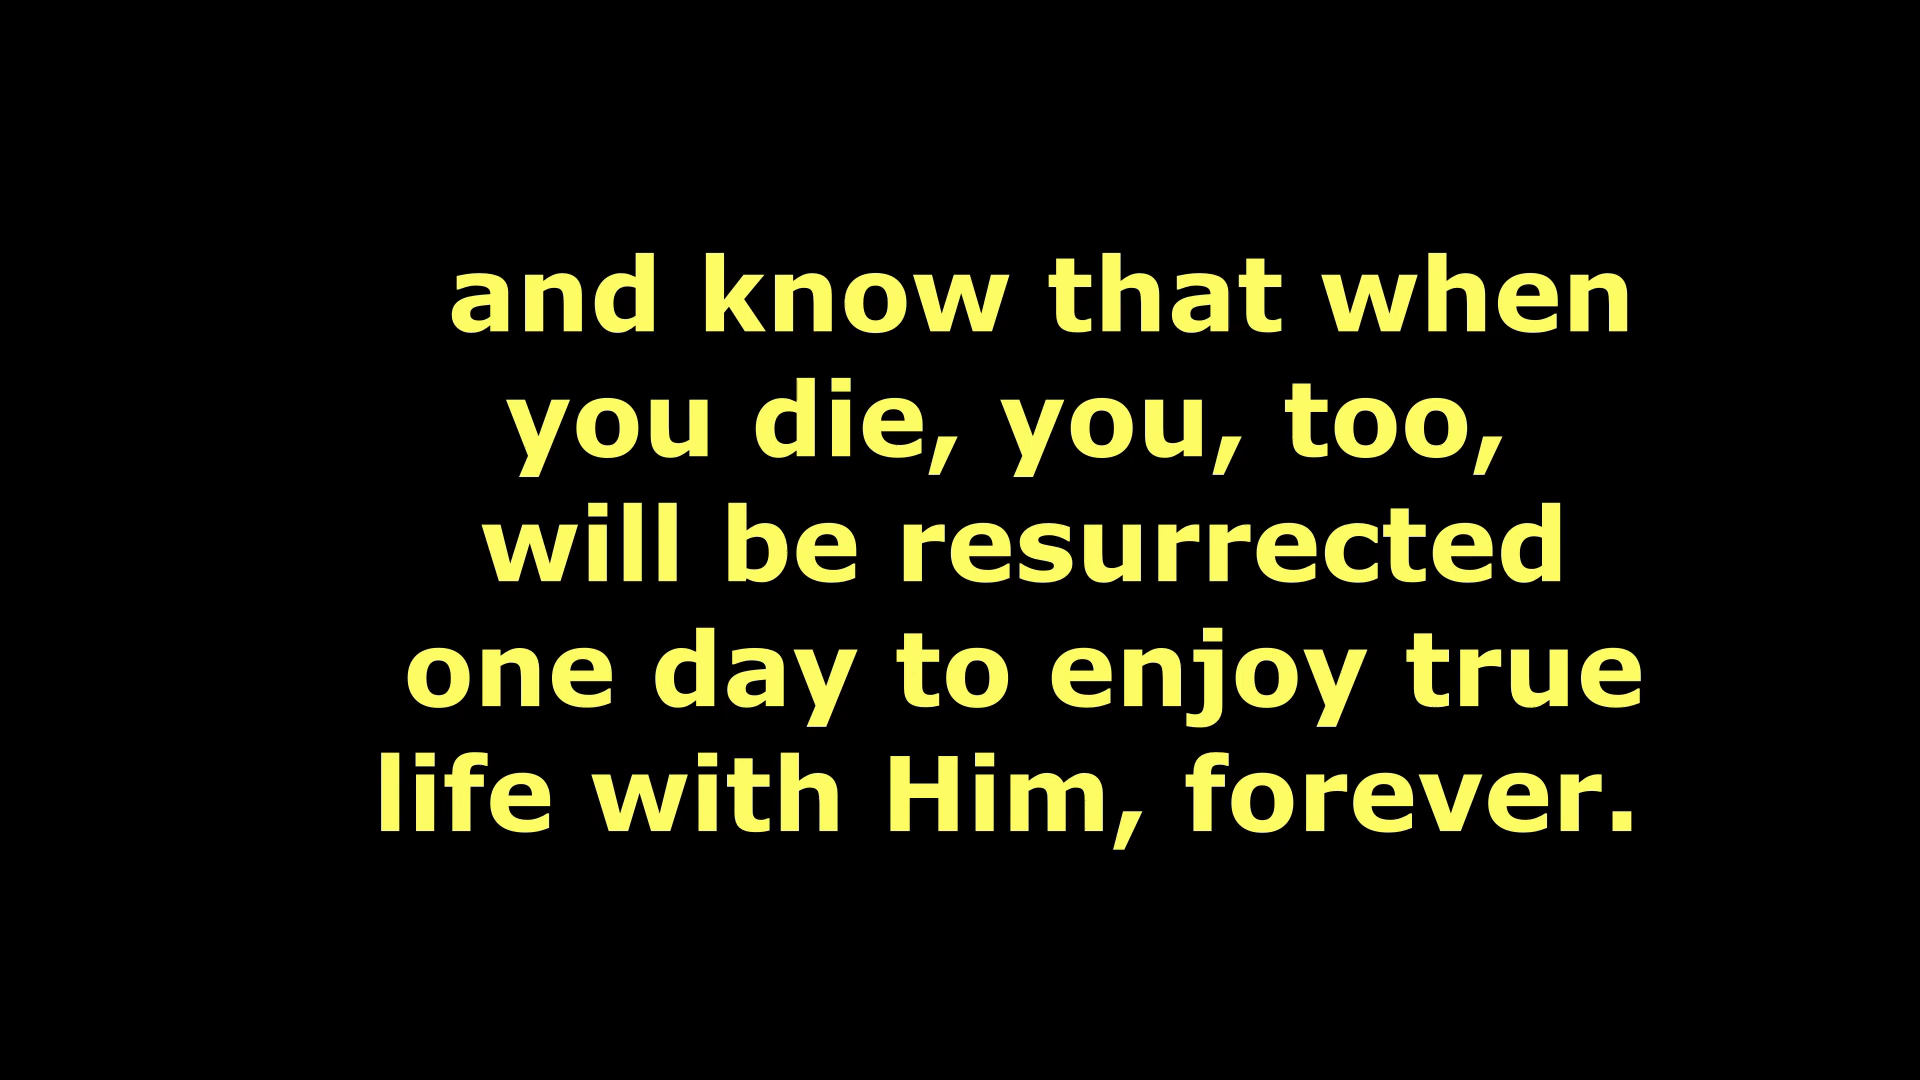 and know that when
you die, you, too,
will be resurrected
one day to enjoy true
life with Him, forever.